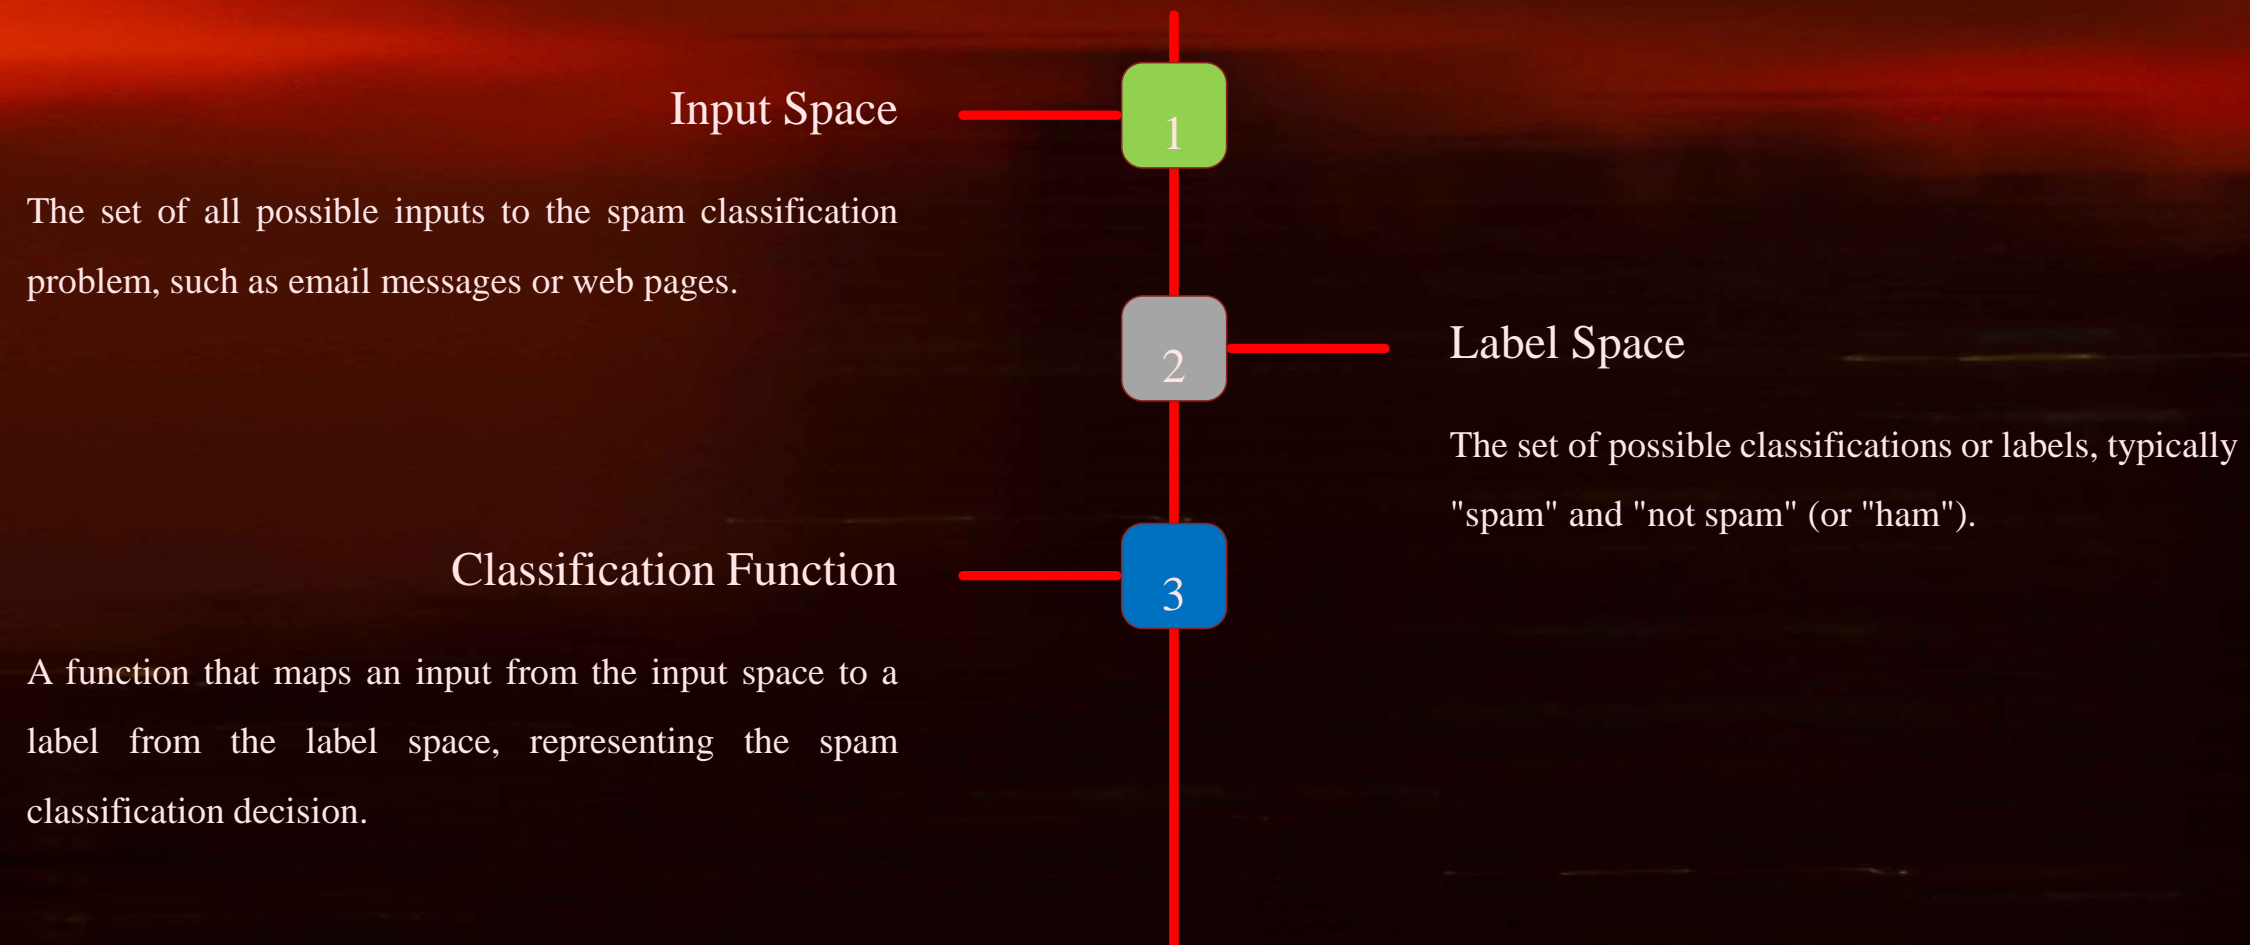 Input Space
1
The set of all possible inputs to the spam classification
problem, such as email messages or web pages.
2
Label Space
The set of possible classifications or labels, typically
"spam" and "not spam" (or "ham").
Classification Function
3
A function that maps an input from the input space to a
label from the label space, representing the spam
classification decision.